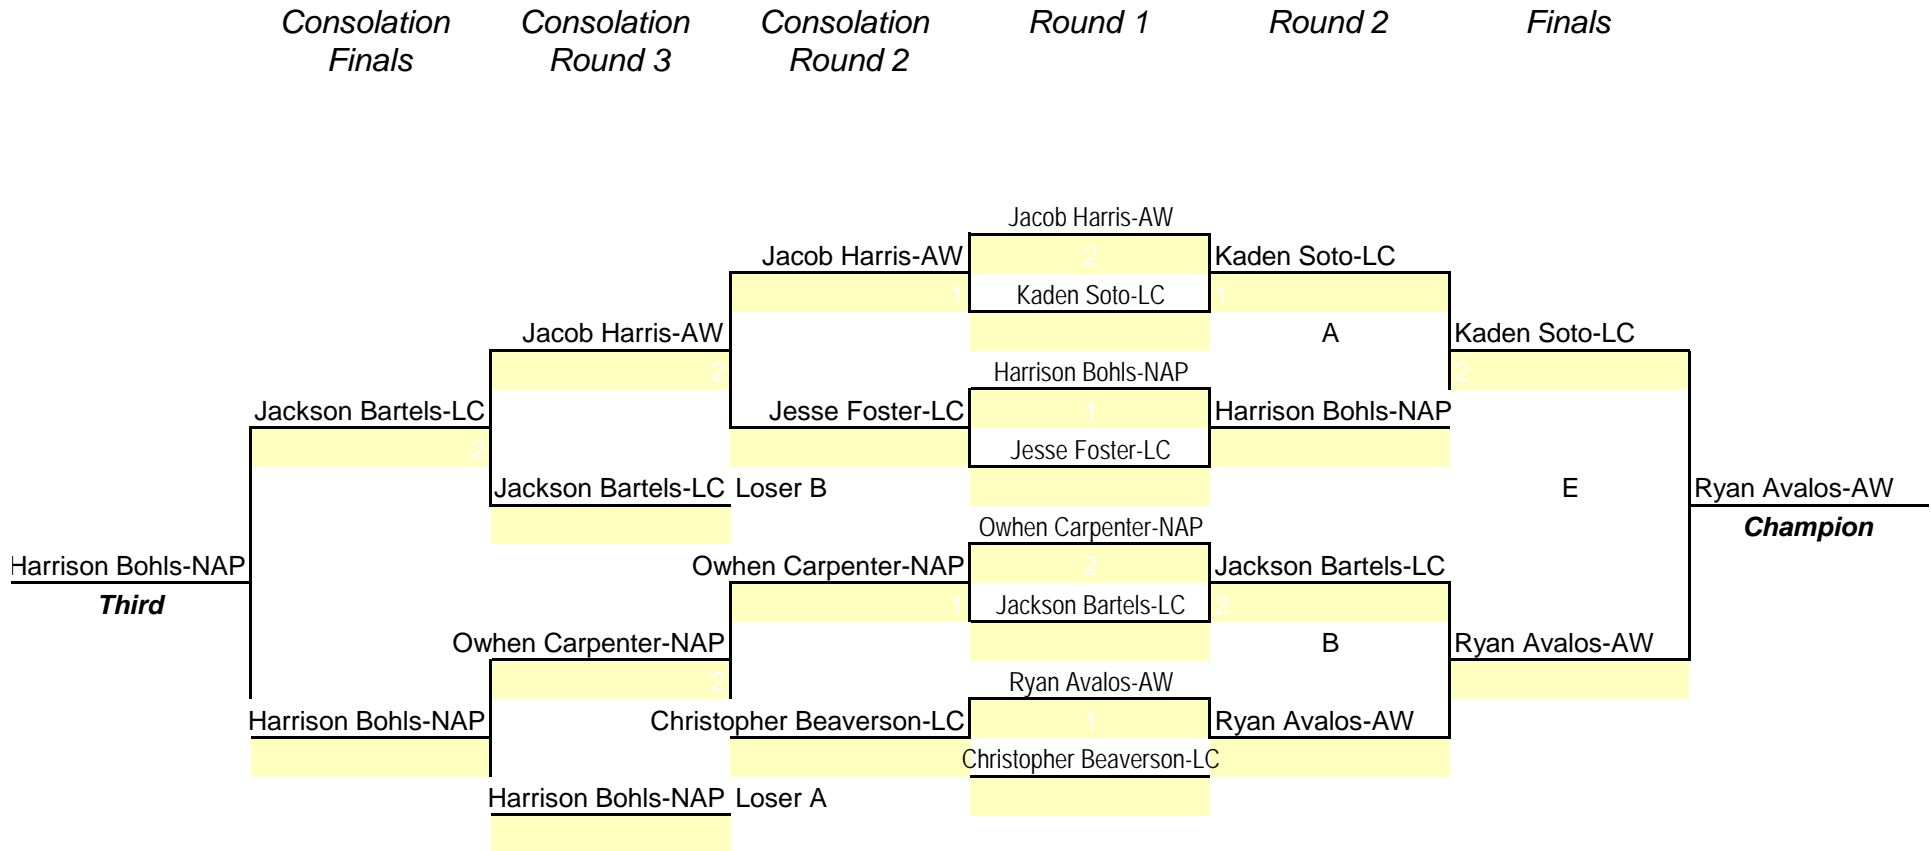 Consolation Finals
Consolation Round 3
Consolation Round 2
Round 1
Round 2
Finals
Jacob Harris-AW
Jacob Harris-AW
2
Kaden Soto-LC
1
Kaden Soto-LC
1
Jacob Harris-AW
A
Kaden Soto-LC
2
Harrison Bohls-NAP
2
Jackson Bartels-LC
Jesse Foster-LC
1
Harrison Bohls-NAP
2
Jesse Foster-LC
Jackson Bartels-LC
Loser B
E
Ryan Avalos-AW
Owhen Carpenter-NAP
Champion
Harrison Bohls-NAP
Owhen Carpenter-NAP
2
Jackson Bartels-LC
Third
1
Jackson Bartels-LC
2
Owhen Carpenter-NAP
B
Ryan Avalos-AW
2
Ryan Avalos-AW
Harrison Bohls-NAP
Christopher Beaverson-LC
1
Ryan Avalos-AW
Christopher Beaverson-LC
Harrison Bohls-NAP
Loser A